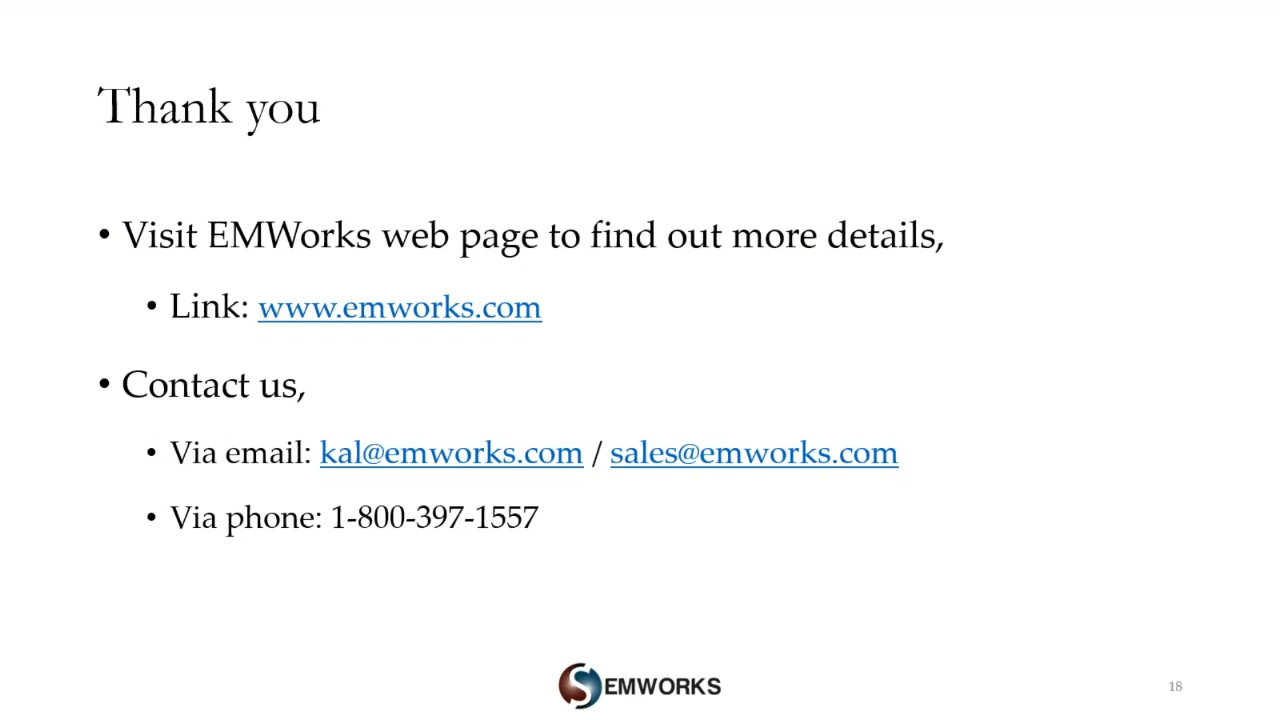 Thank you
• Visit EMWorks web page to find out more details,
• Link: www.emworks.com
• Contact us,
• Via email: kal@emworks.com / sales@emworks.com
• Via phone: 1-800-397-1557
EMWORKS
18